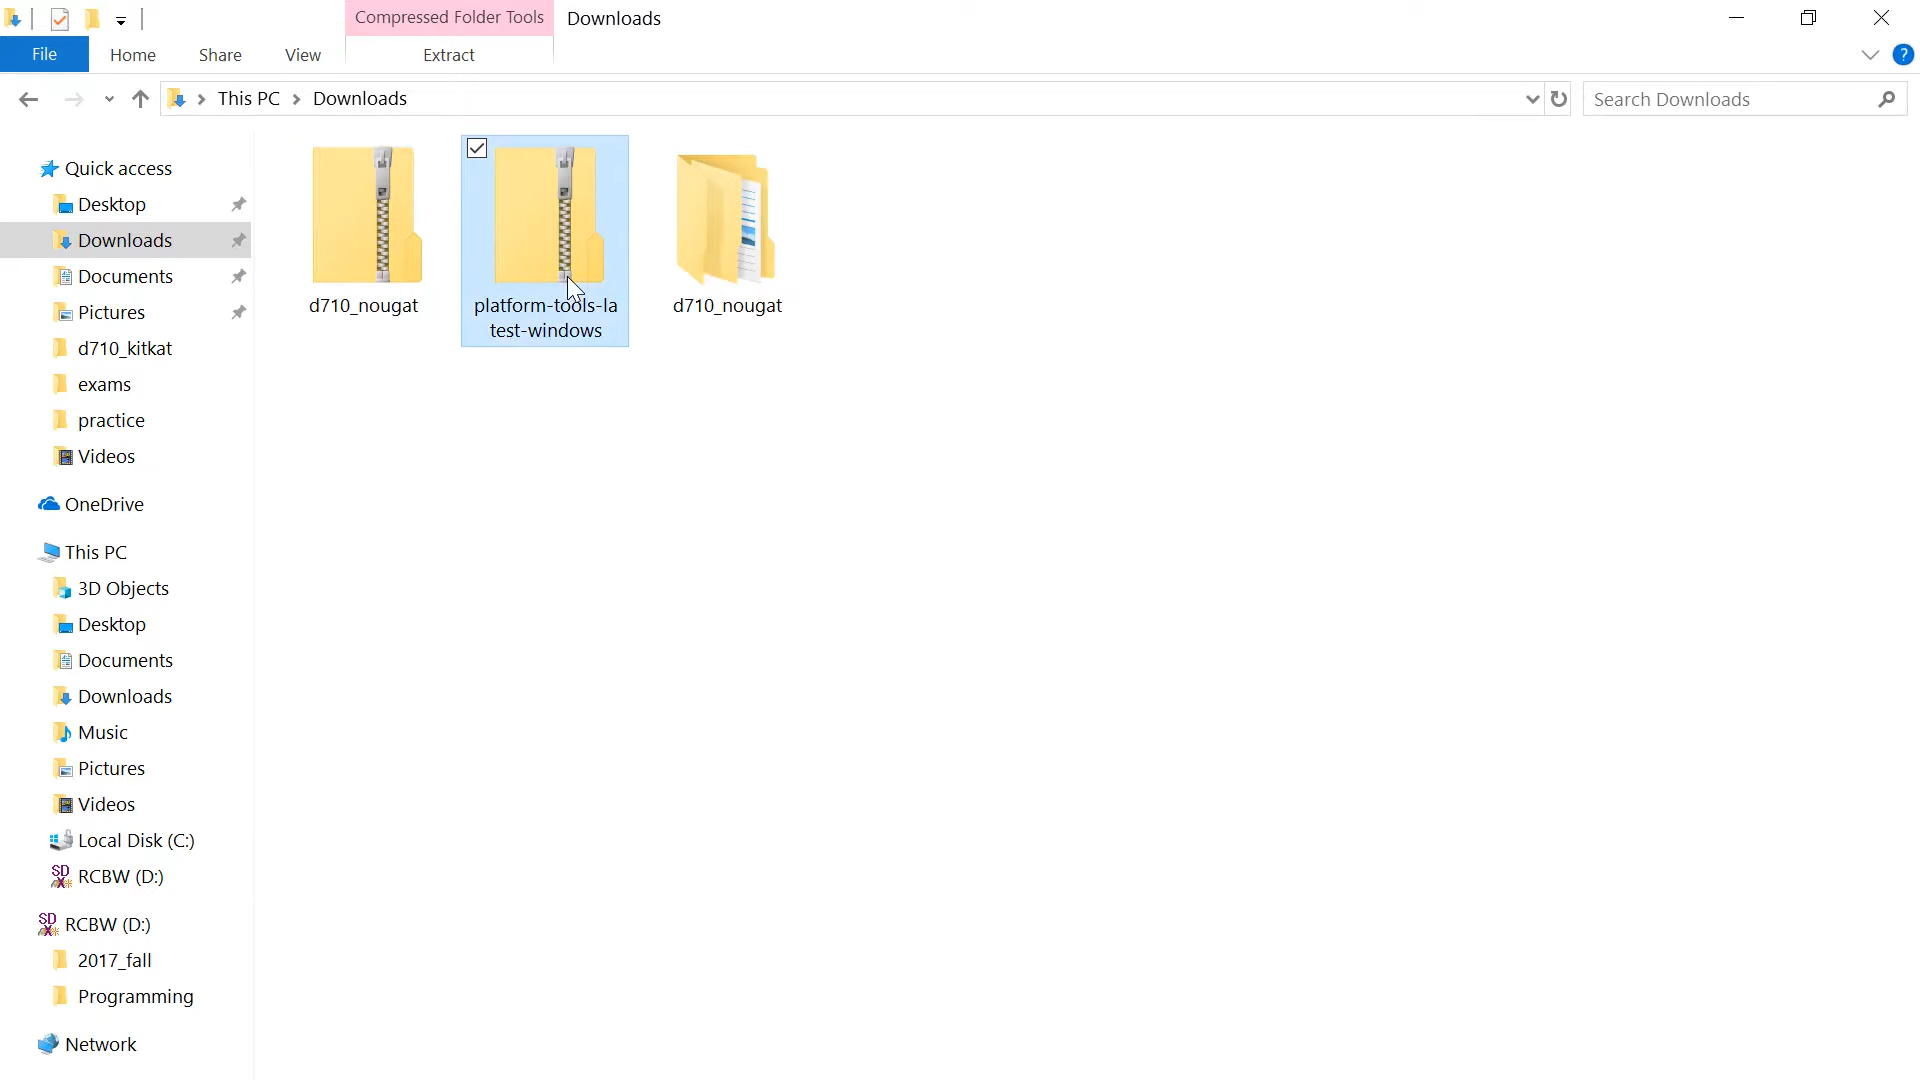 Compressed Folder Tools
Downloads
File
Home
Share
View
Extract
?
This PC
Downloads
Search Downloads
Quick access
Desktop
Downloads
Documents
Pictures
d710_kitkat
exams
practice
Videos
OneDrive
This PC
3D Objects
Desktop
Documents
Downloads
Music
Pictures
Videos
Local Disk (C:)
SD
RCBW (D:)
SD
RCBW (D:)
2017_fall
Programming
Network
d710_nougat
platform-tools-la
test-windows
d710_nougat